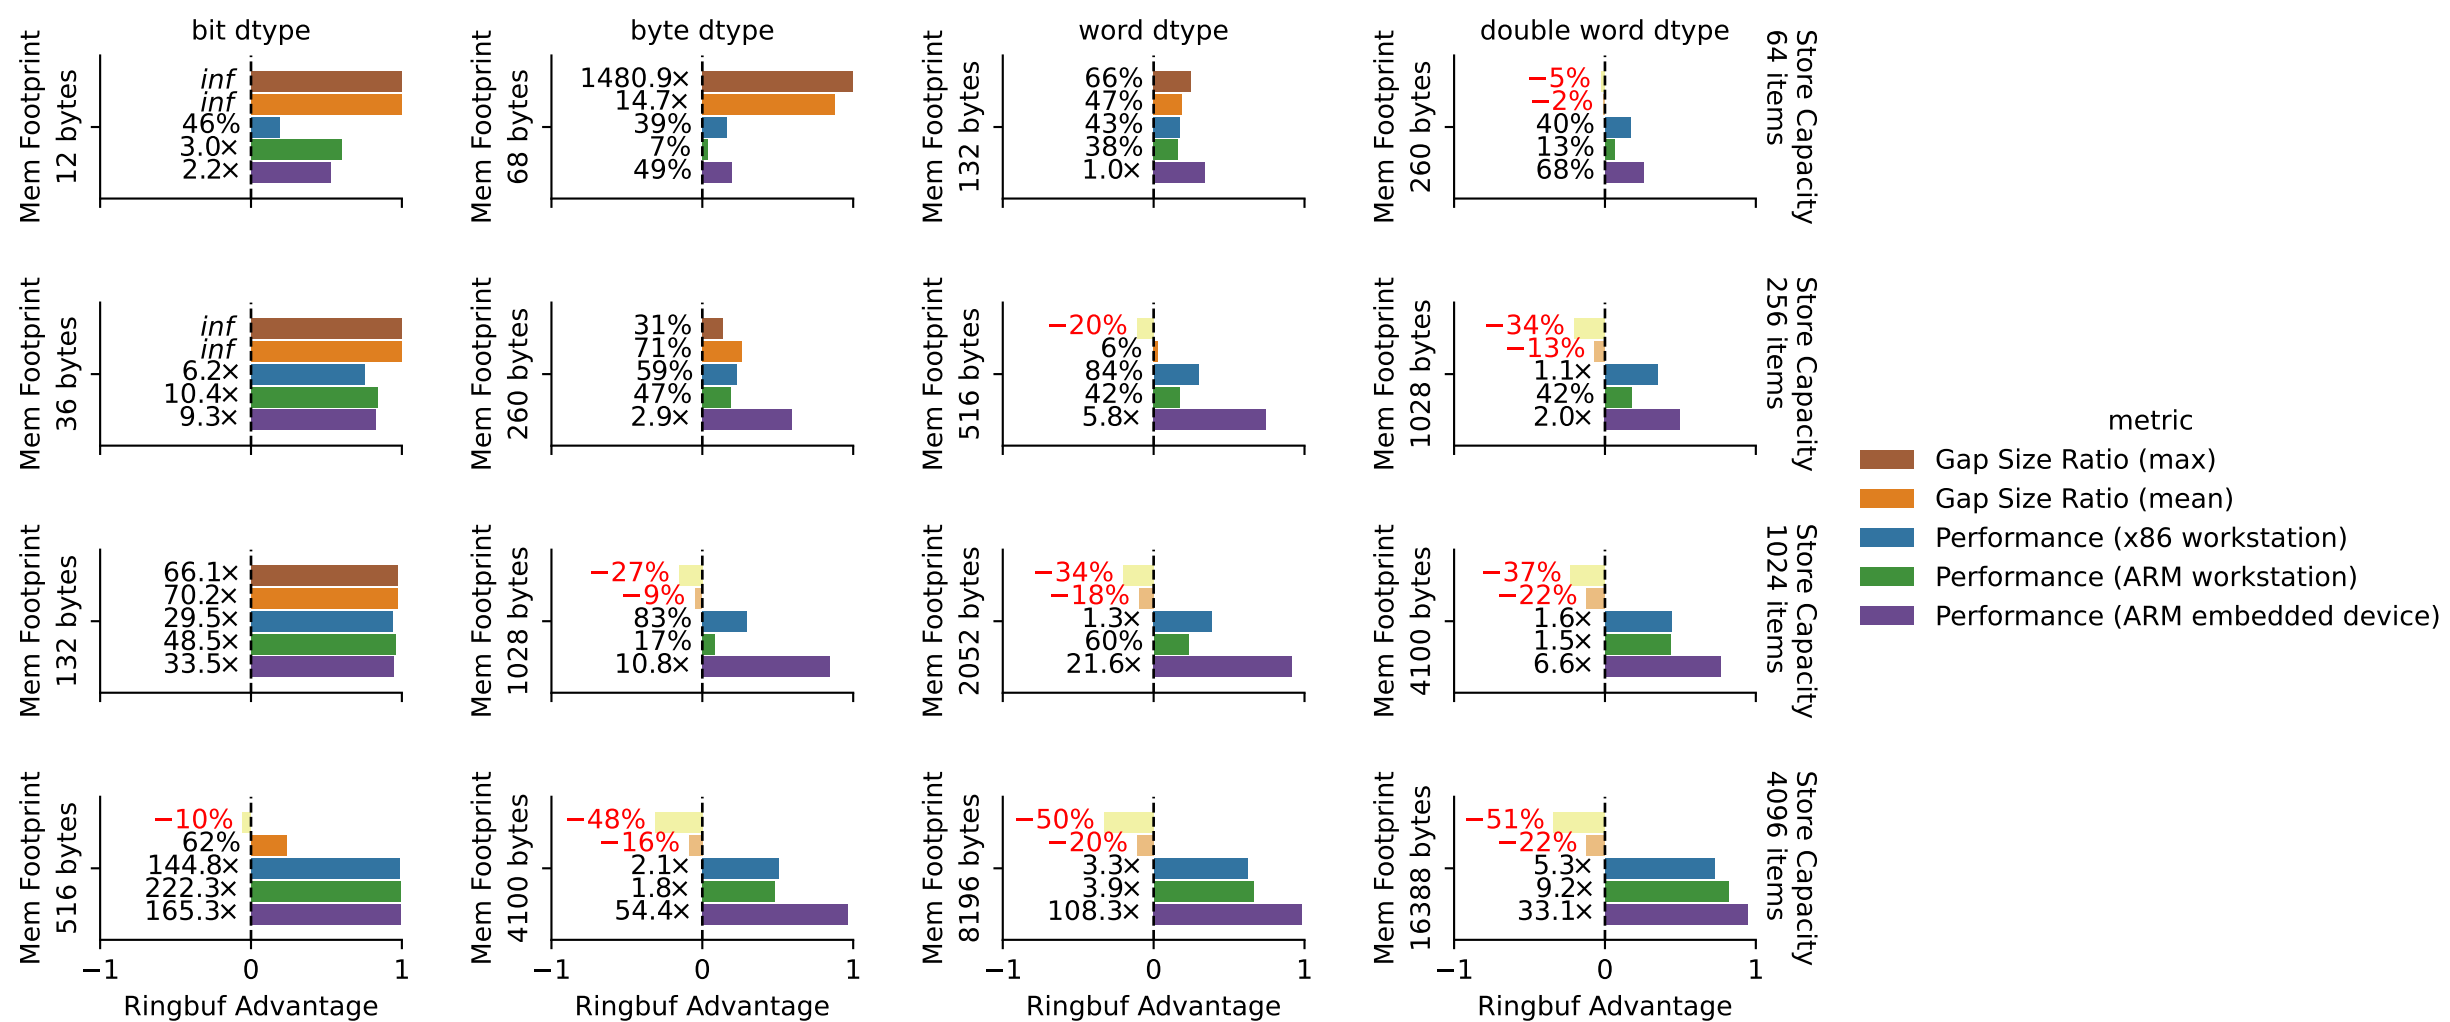 bit dtype
byte dtype
word dtype
double word dtype
Mem Footprint
12 bytes
inf
inf
46%
3.0×
2.2×
Mem Footprint
68 bytes
1480.9×
14.7×
39%
7%
49%
Mem Footprint
132 bytes
66%
47%
43%
38%
1.0×
Mem Footprint
260 bytes
−5%
−2%
40%
13%
68%
Store Capacity
64 items
Mem Footprint
36 bytes
inf
inf
6.2×
10.4×
9.3×
Mem Footprint
260 bytes
31%
71%
59%
47%
2.9×
Mem Footprint
516 bytes
−20%
6%
84%
42%
5.8×
Mem Footprint
1028 bytes
−34%
−13%
1.1×
42%
2.0×
Store Capacity
256 items
Mem Footprint
132 bytes
66.1×
70.2×
29.5×
48.5×
33.5×
Mem Footprint
1028 bytes
−27%
−9%
83%
17%
10.8×
Mem Footprint
2052 bytes
−34%
−18%
1.3×
60%
21.6×
Mem Footprint
4100 bytes
−37%
−22%
1.6×
1.5×
6.6×
Store Capacity
1024 items
Mem Footprint
516 bytes
−10%
62%
144.8×
222.3×
165.3×
Mem Footprint
4100 bytes
−48%
−16%
2.1×
1.8×
54.4×
Mem Footprint
8196 bytes
−50%
−20%
3.3×
3.9×
108.3×
Mem Footprint
16388 bytes
−51%
−22%
5.3×
9.2×
33.1×
Store Capacity
4096 items
−1 0 1
−1 0 1
−1 0 1
−1 0 1
Ringbuf Advantage
Ringbuf Advantage
Ringbuf Advantage
Ringbuf Advantage
metric
Gap Size Ratio (max)
Gap Size Ratio (mean)
Performance (x86 workstation)
Performance (ARM workstation)
Performance (ARM embedded device)